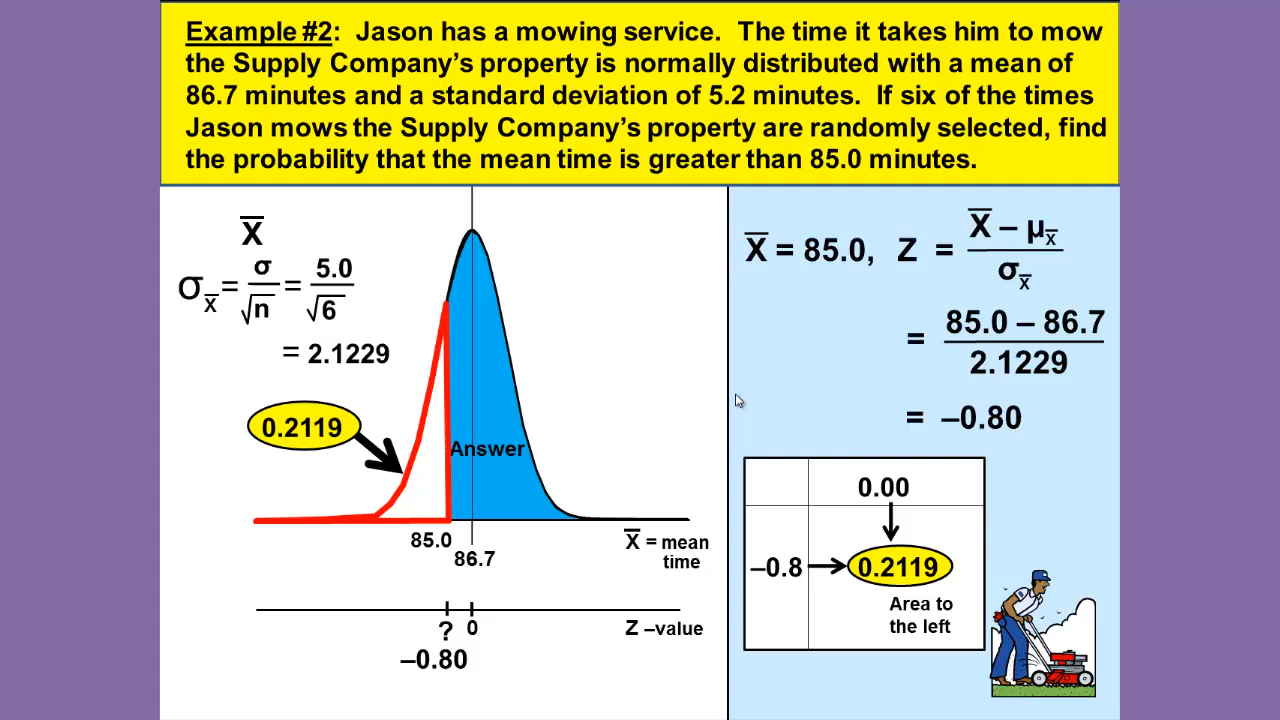 Example #2: Jason has a mowing service. The time it takes him to mow
the Supply Company's property is normally distributed with a mean of
86.7 minutes and a standard deviation of 5.2 minutes. If six of the times
Jason mows the Supply Company's property are randomly selected, find
the probability that the mean time is greater than 85.0 minutes.
X̅
σx̅ = σ/√n = 5.0/√6
= 2.1229
0.2119
Answer
85.0
86.7
X̅ = mean
time
? 0
Z –value
–0.80
X̅ = 85.0, Z = (X̅ – μx̅)/σx̅
= (85.0 – 86.7)/2.1229
= –0.80
0.00
–0.8 0.2119
Area to
the left